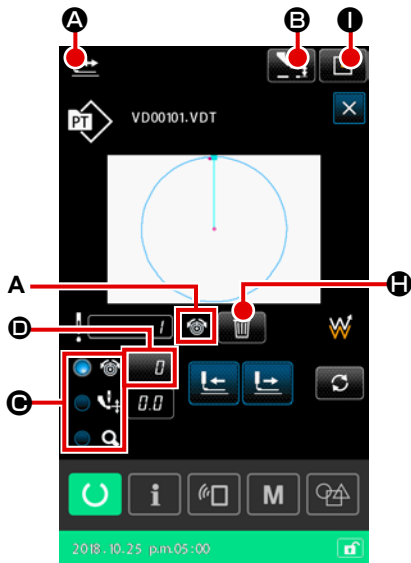 A B I
PT VD00101.VDT
A H
D 1
0
C 0.0
i M
2018.10.25 p.m.05:00